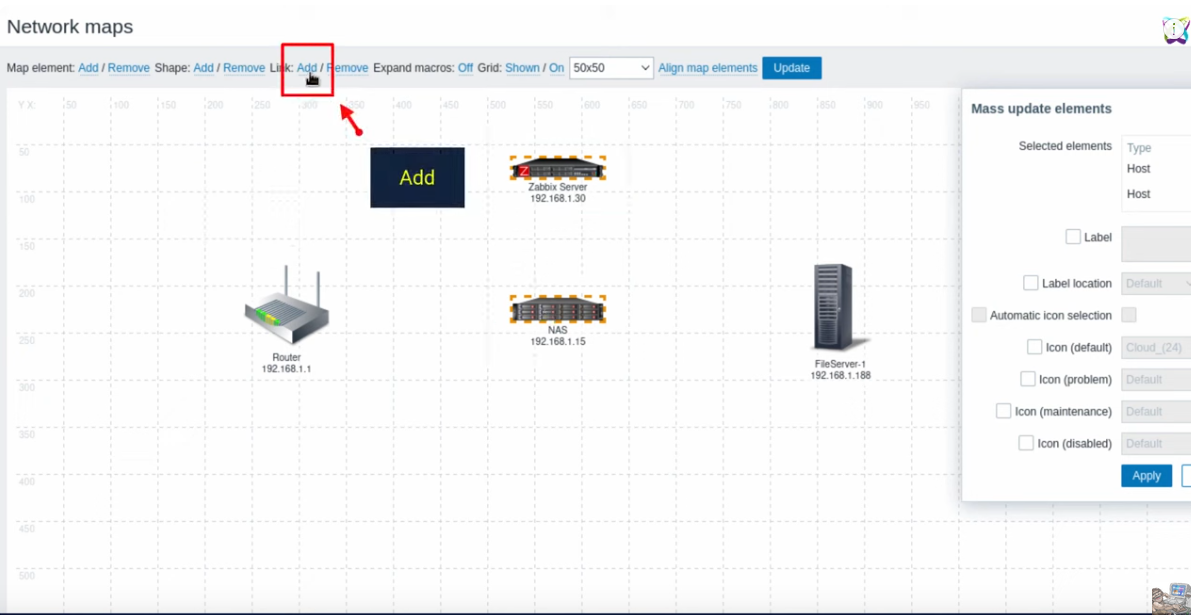 Network maps
Map element: Add / Remove Shape: Add / Remove Link: Add / Remove Expand macros: Off Grid: Shown / On 50x50 Align map elements Update
Y X: 50 100 150 200 250 300 350 400 450 500 550 600 650 700 750 800 850 900 950
Mass update elements
50
100
150
200
250
300
350
400
450
500
Add
Zabbix Server
192.168.1.30
Router
192.168.1.1
NAS
192.168.1.15
FileServer-1
192.168.1.188
Selected elements
Type
Host
Host
Label
Label location Default
Automatic icon selection
Icon (default) Cloud_(24)
Icon (problem) Default
Icon (maintenance) Default
Icon (disabled) Default
Apply